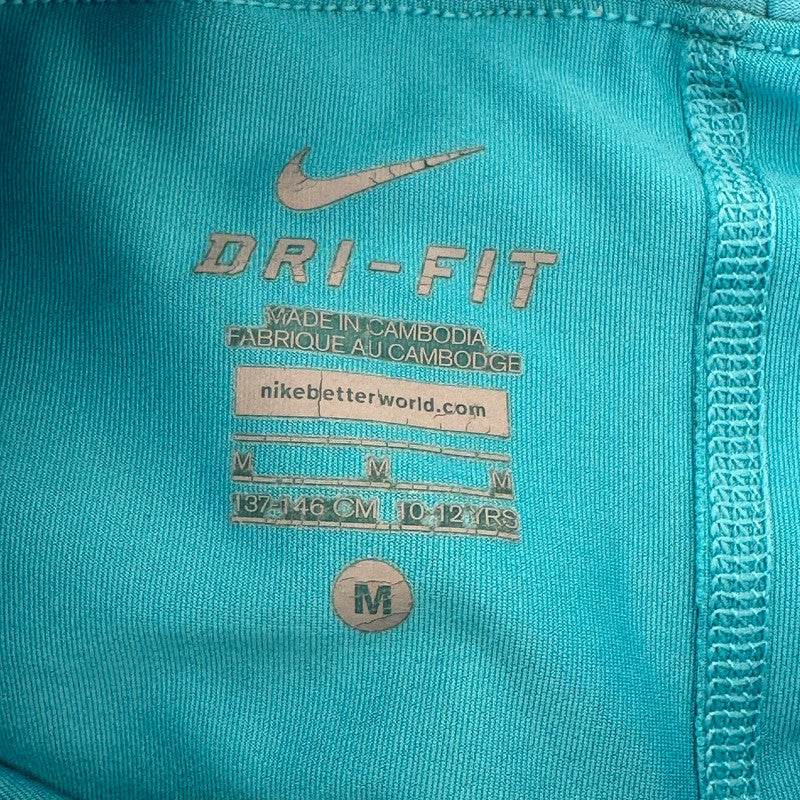 DRI-FIT
MADE IN CAMBODIA
FABRIQUE AU CAMBODGE
nikebetterworld.com
M M M
137-146 CM 10-12 YRS
M